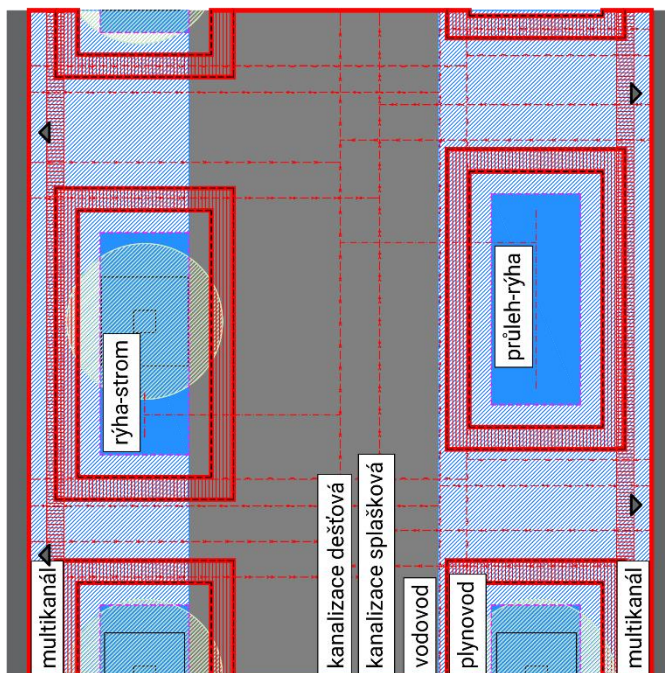 rýha-strom
průleh-rýha
multikanál
kanalizace dešťová
kanalizace splašková
vodovod
plynovod
multikanál